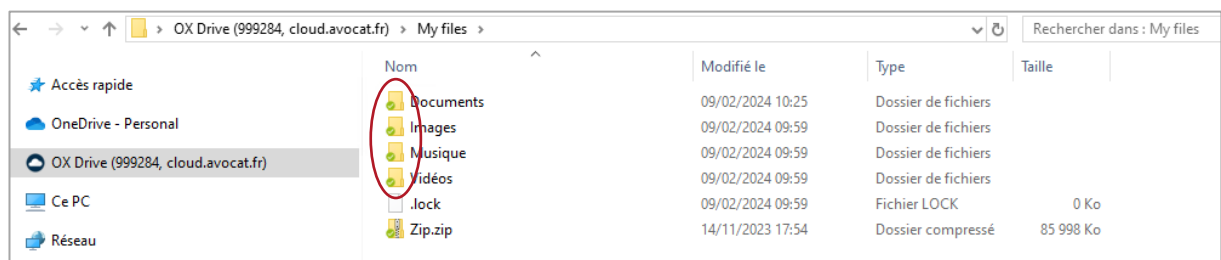 OX Drive (999284, cloud.avocat.fr) > My files > Rechercher dans : My files
Nom Modifié le Type Taille
Accès rapide
Documents 09/02/2024 10:25 Dossier de fichiers
OneDrive - Personal
Images 09/02/2024 09:59 Dossier de fichiers
OX Drive (999284, cloud.avocat.fr)
Musique 09/02/2024 09:59 Dossier de fichiers
Vidéos 09/02/2024 09:59 Dossier de fichiers
Ce PC
.lock 09/02/2024 09:59 Fichier LOCK 0 Ko
Zip.zip 14/11/2023 17:54 Dossier compressé 85 998 Ko
Réseau